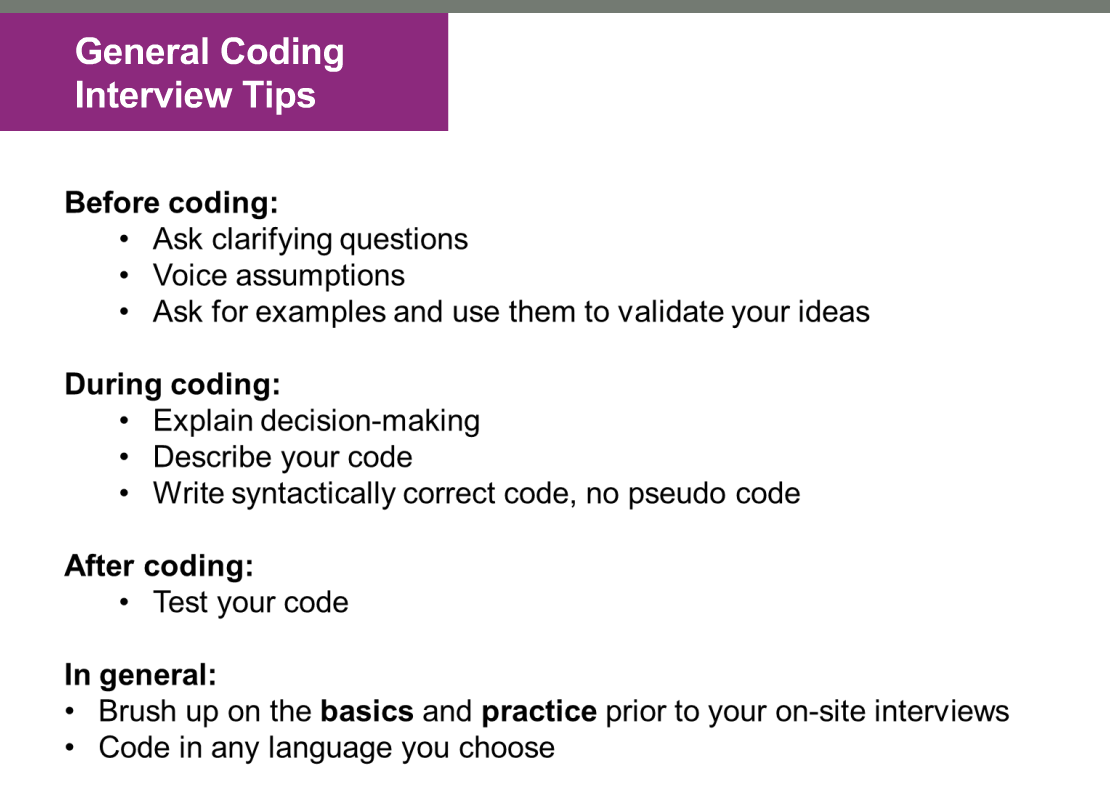 General Coding
Interview Tips
Before coding:
• Ask clarifying questions
• Voice assumptions
• Ask for examples and use them to validate your ideas
During coding:
• Explain decision-making
• Describe your code
• Write syntactically correct code, no pseudo code
After coding:
• Test your code
In general:
• Brush up on the basics and practice prior to your on-site interviews
• Code in any language you choose